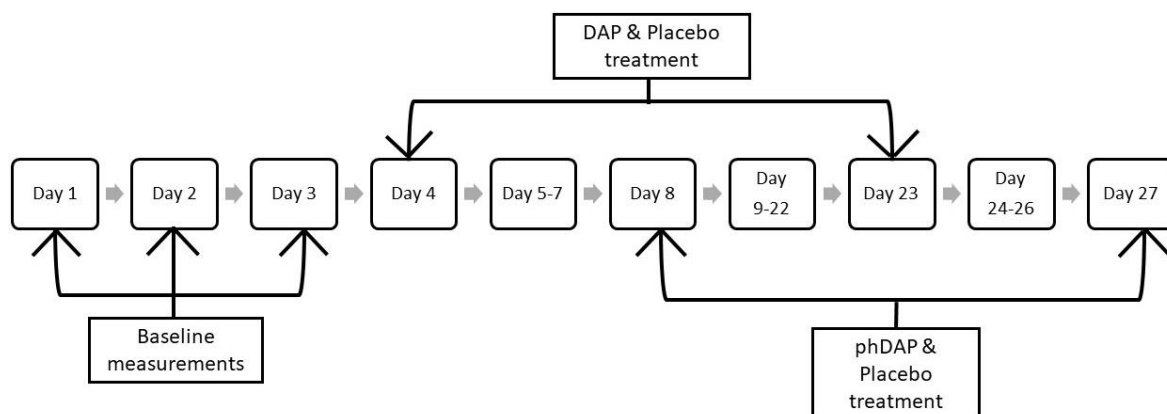 DAP & Placebo
treatment
Day 1
Day 2
Day 3
Day 4
Day 5-7
Day 8
Day
9-22
Day 23
Day
24-26
Day 27
Baseline
measurements
phDAP &
Placebo
treatment